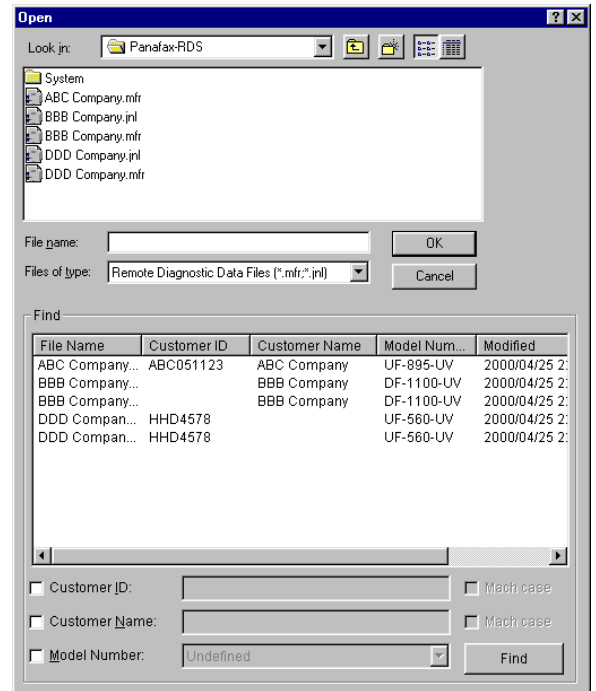 Open
Look in: Panafax-RDS
System
ABC Company.mfr
BBB Company.jnl
BBB Company.mfr
DDD Company.jnl
DDD Company.mfr
File name: OK
Files of type: Remote Diagnostic Data Files (*.mfr;*.jnl) Cancel
Find
File Name Customer ID Customer Name Model Num... Modified
ABC Company... ABC051123 ABC Company UF-895-UV 2000/04/25 2
BBB Company... BBB Company DF-1100-UV 2000/04/25 2
BBB Company... BBB Company DF-1100-UV 2000/04/25 2
DDD Compan... HHD4578 UF-560-UV 2000/04/25 2
DDD Compan... HHD4578 UF-560-UV 2000/04/25 2
Customer ID: Mach case
Customer Name: Mach case
Model Number: Undefined Find